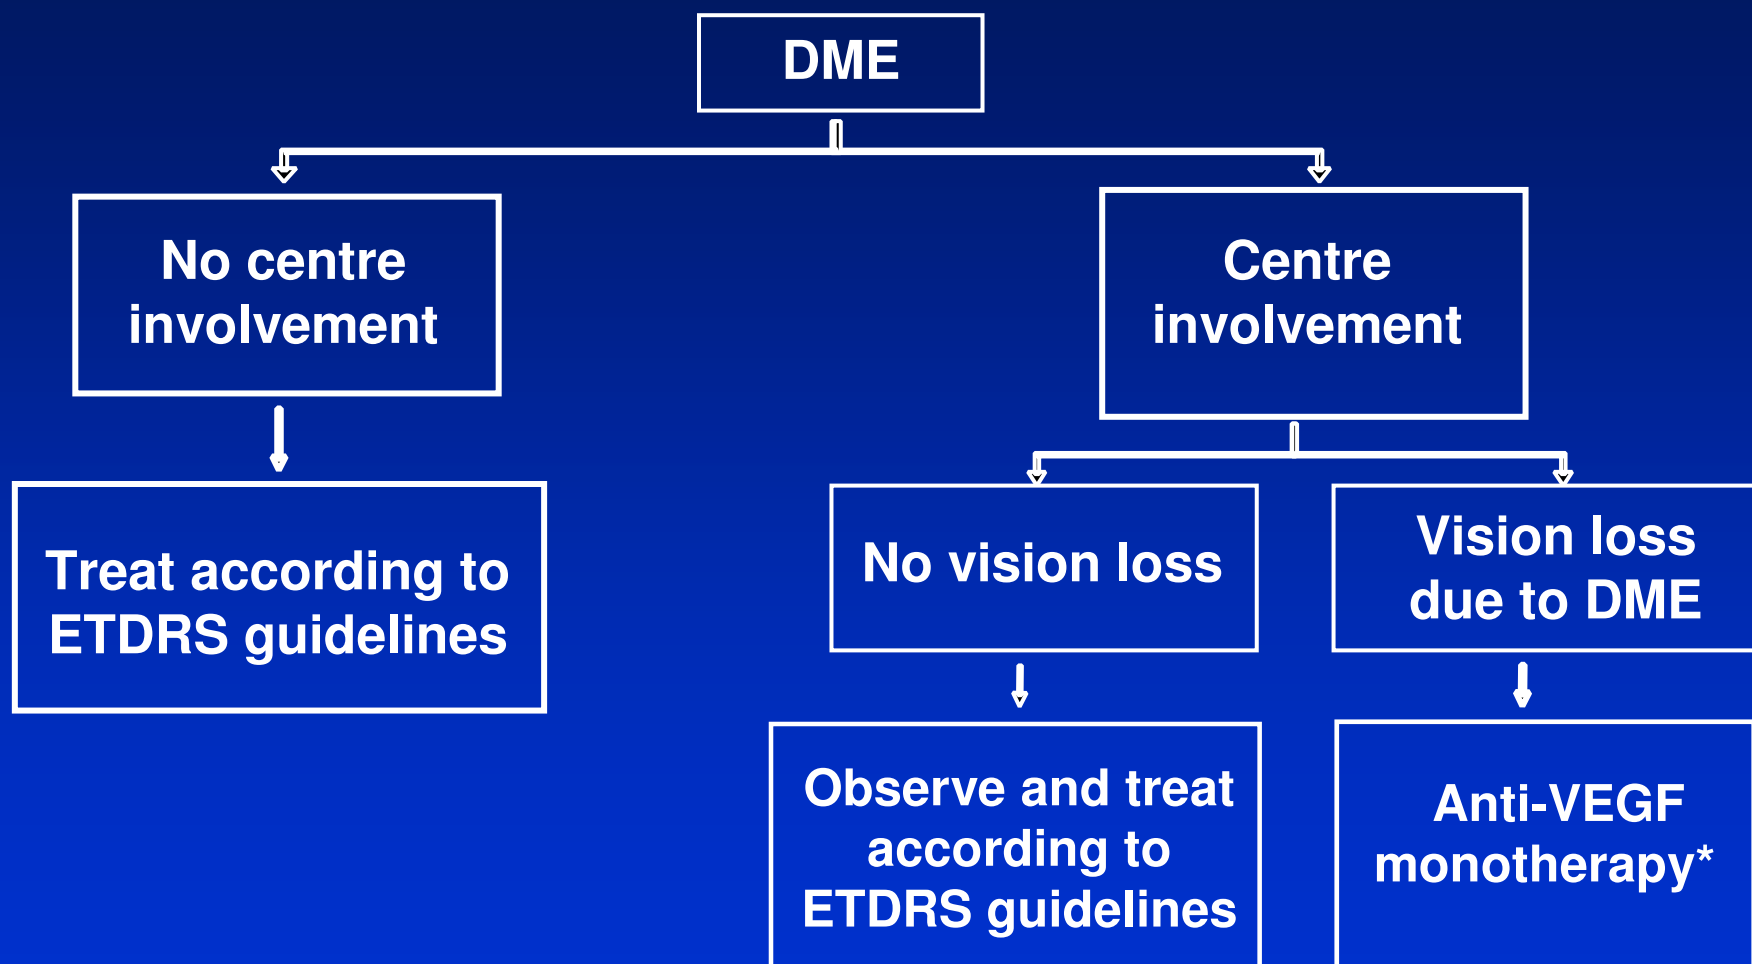 DME
No centre
involvement
Centre
involvement
Treat according to
ETDRS guidelines
No vision loss
Vision loss
due to DME
Observe and treat
according to
ETDRS guidelines
Anti-VEGF
monotherapy*